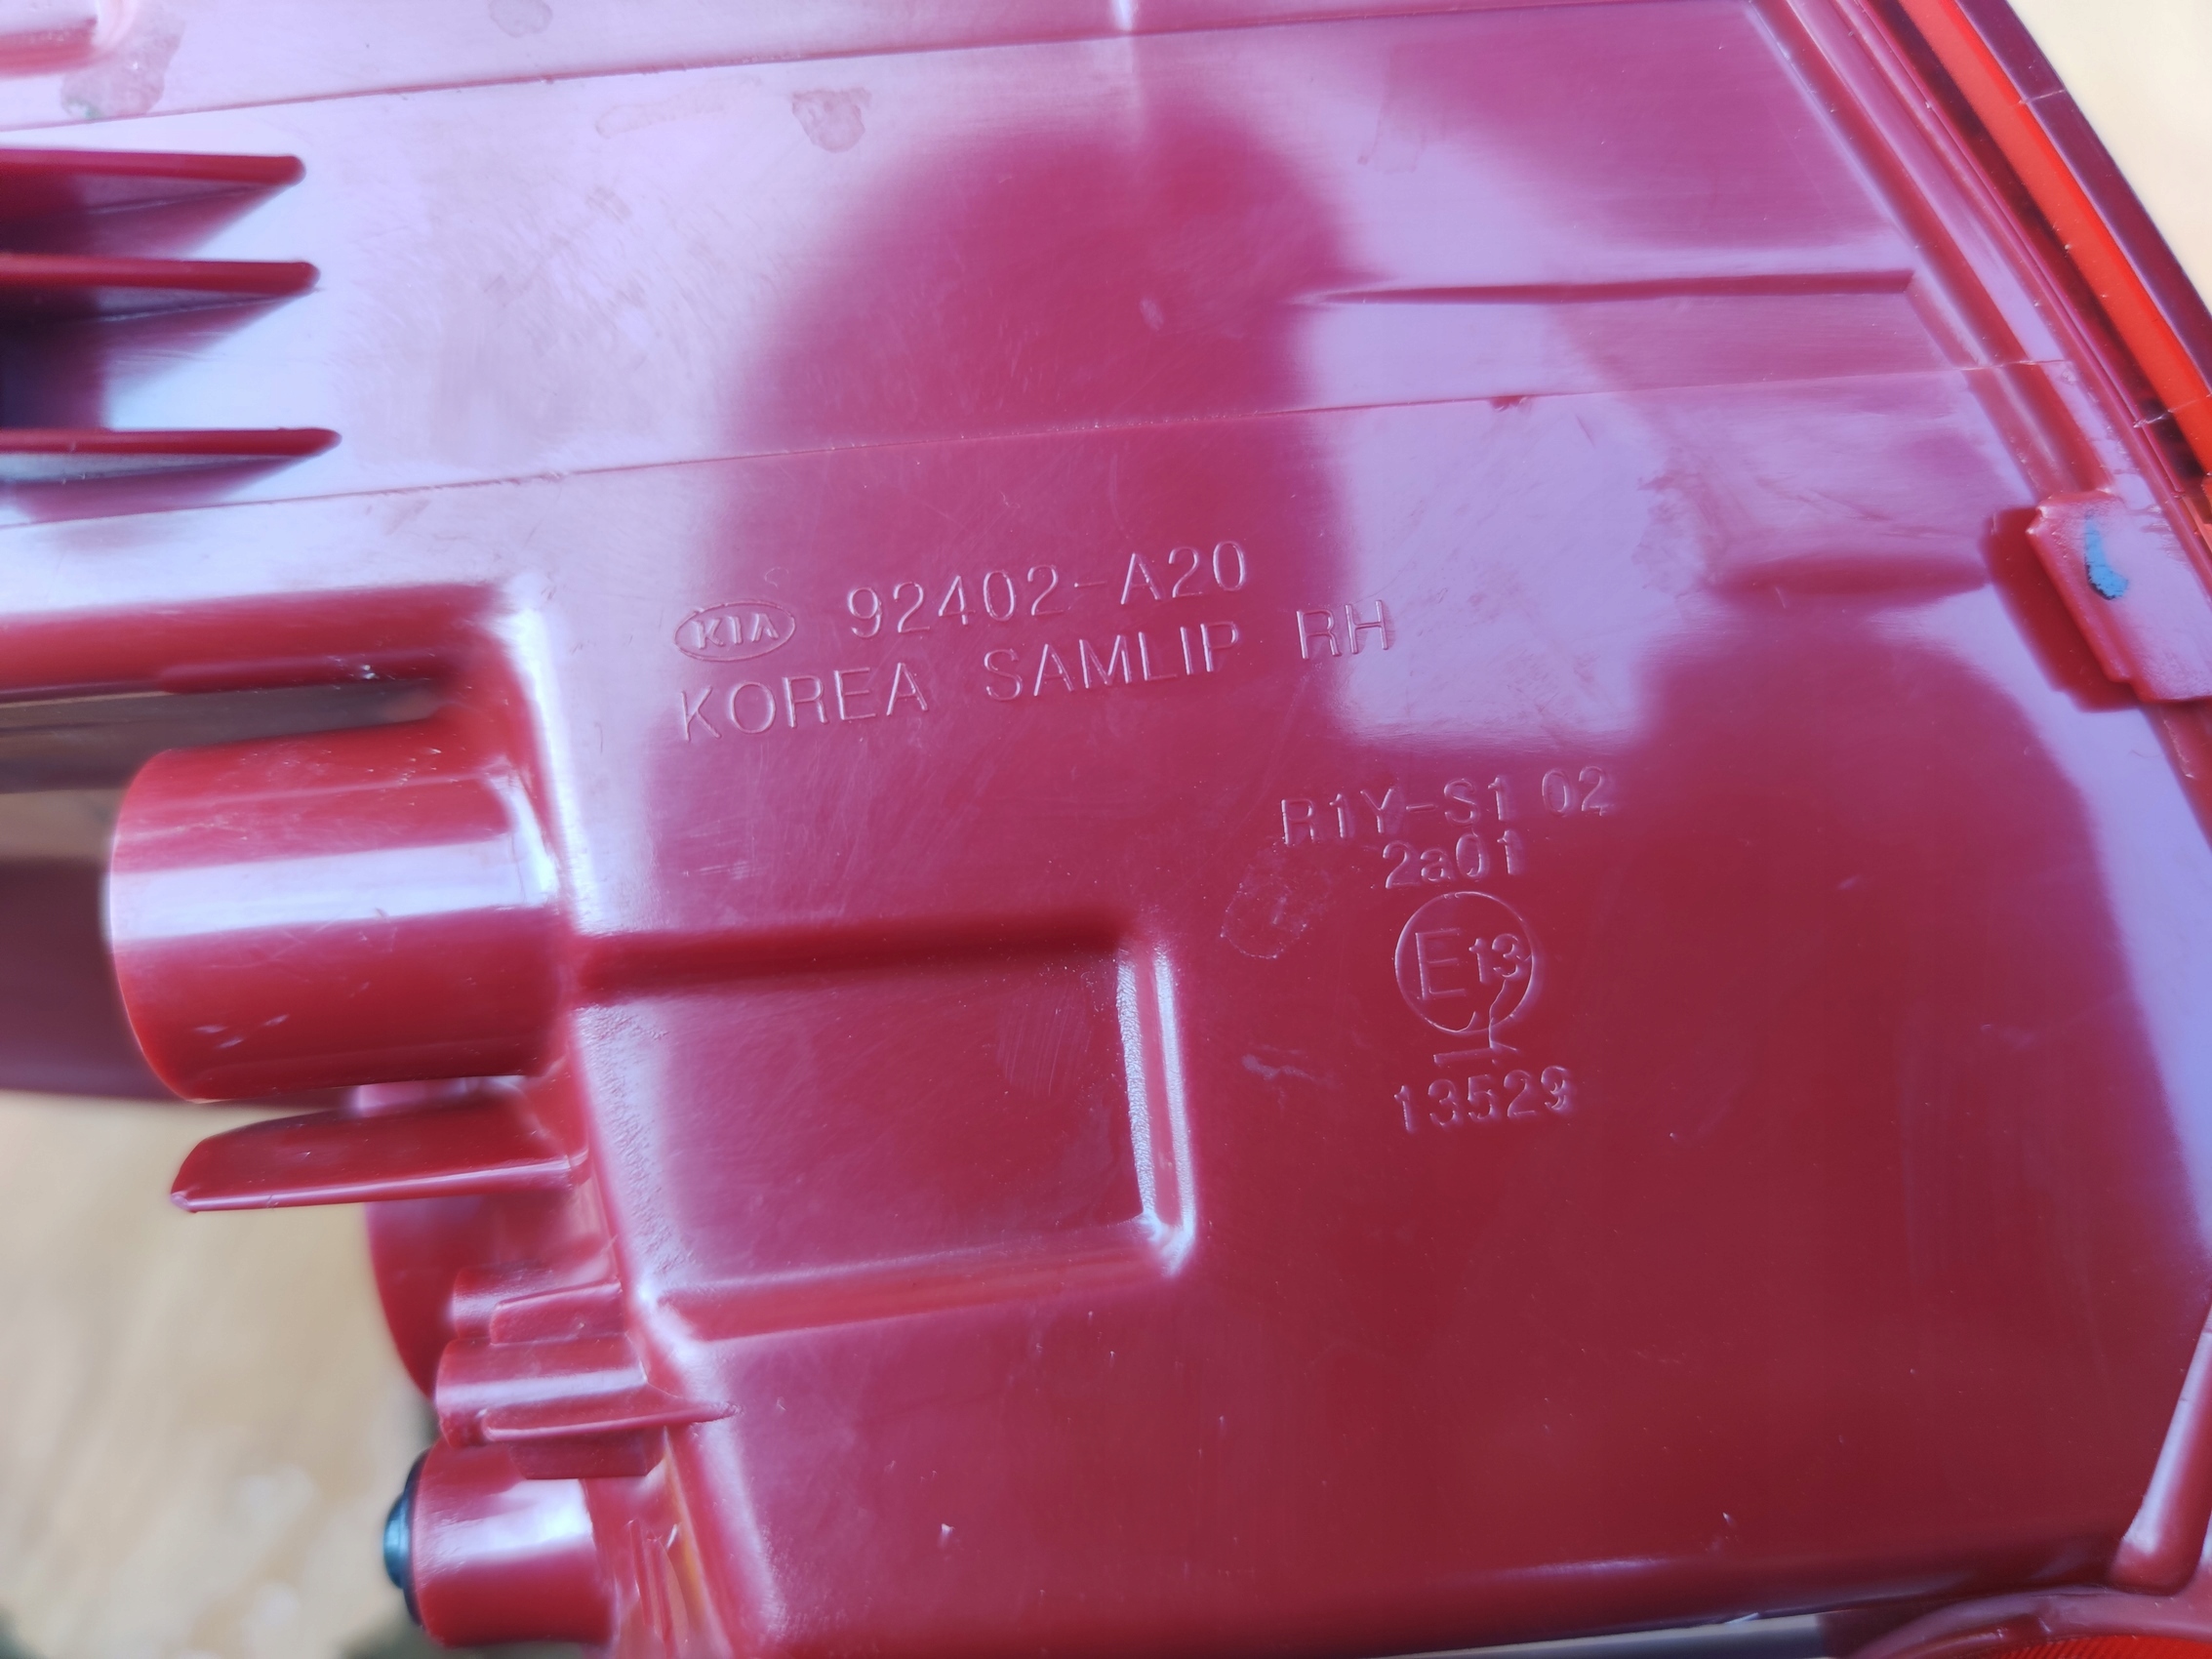 KIA 92402-A20
KOREA SAMLIP RH
R1Y-S1 02
2a01
E13
13529